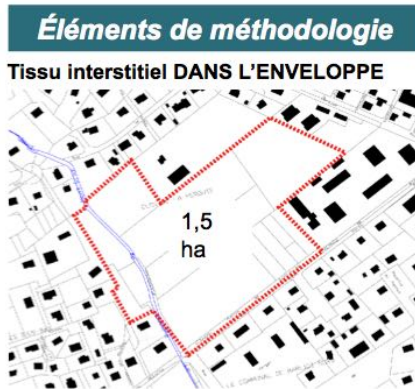 Éléments de méthodologie
Tissu interstitiel DANS L'ENVELOPPE
1,5
ha